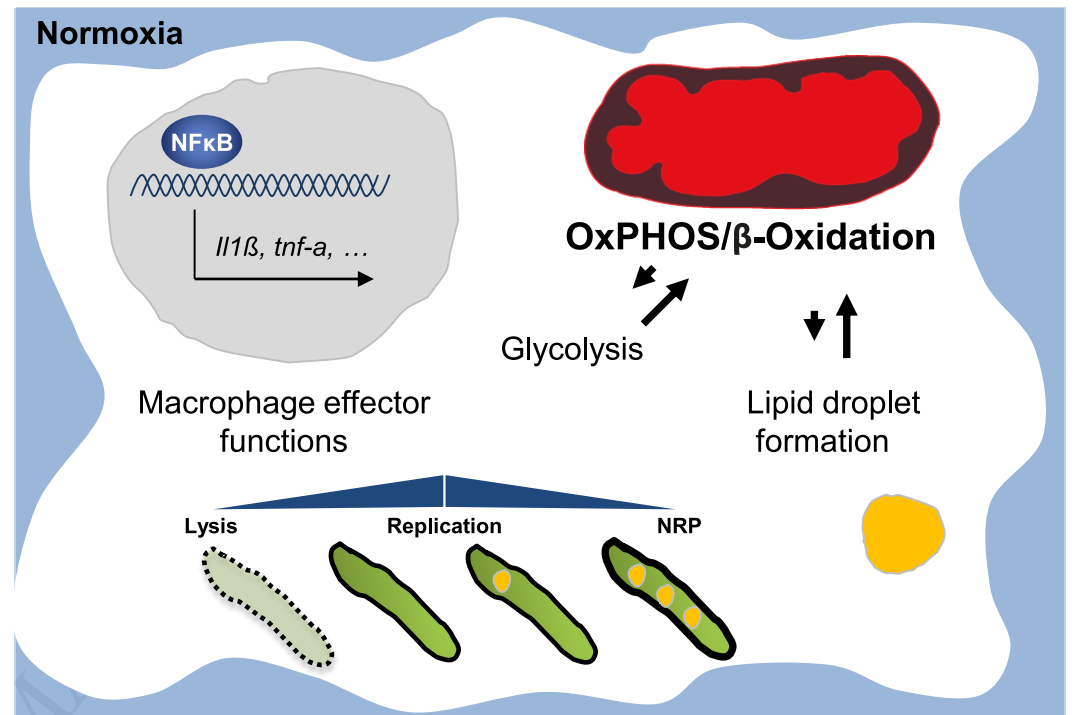 Normoxia
NFκB
Il1ß, tnf-a, …
OxPHOS/β-Oxidation
Glycolysis
Macrophage effector
functions
Lipid droplet
formation
Lysis
Replication
NRP